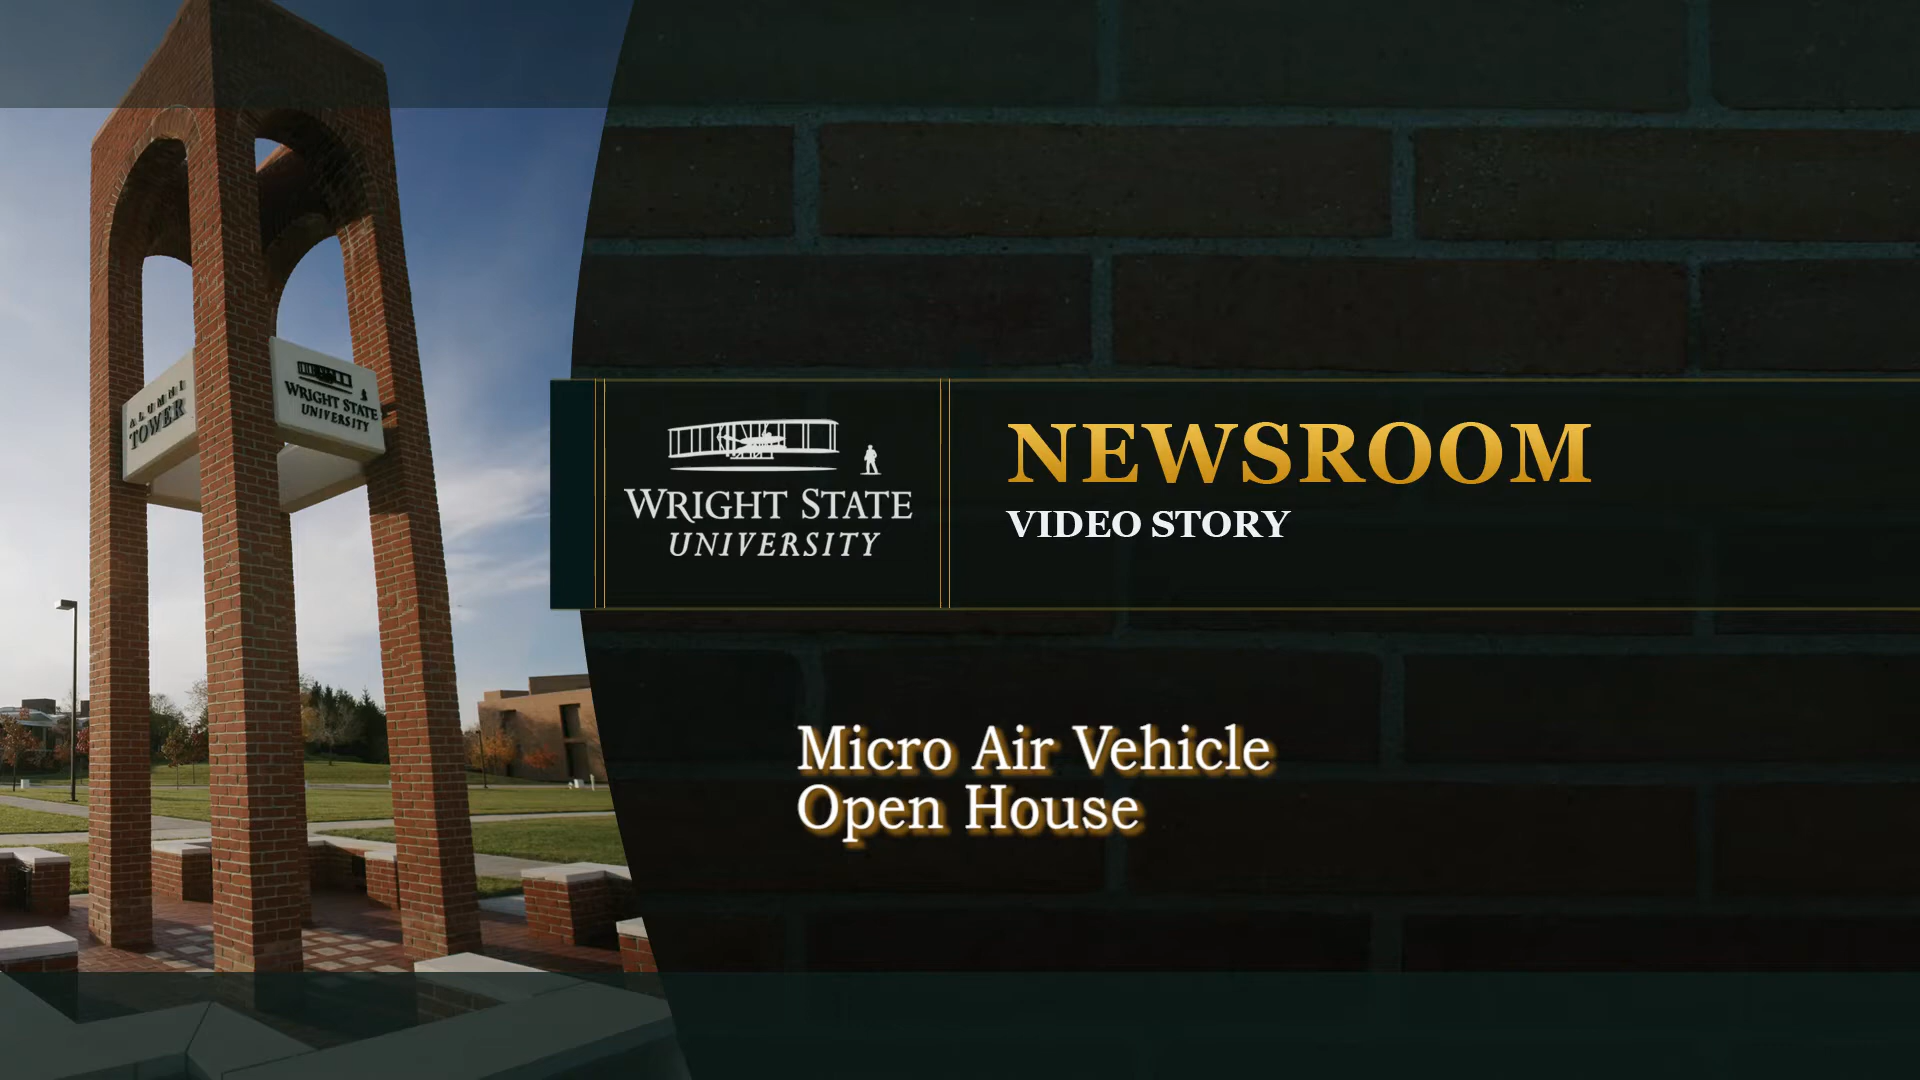 ALUMNI
TOWER
WRIGHT STATE
UNIVERSITY
WRIGHT STATE
UNIVERSITY
NEWSROOM
VIDEO STORY
Micro Air Vehicle
Open House